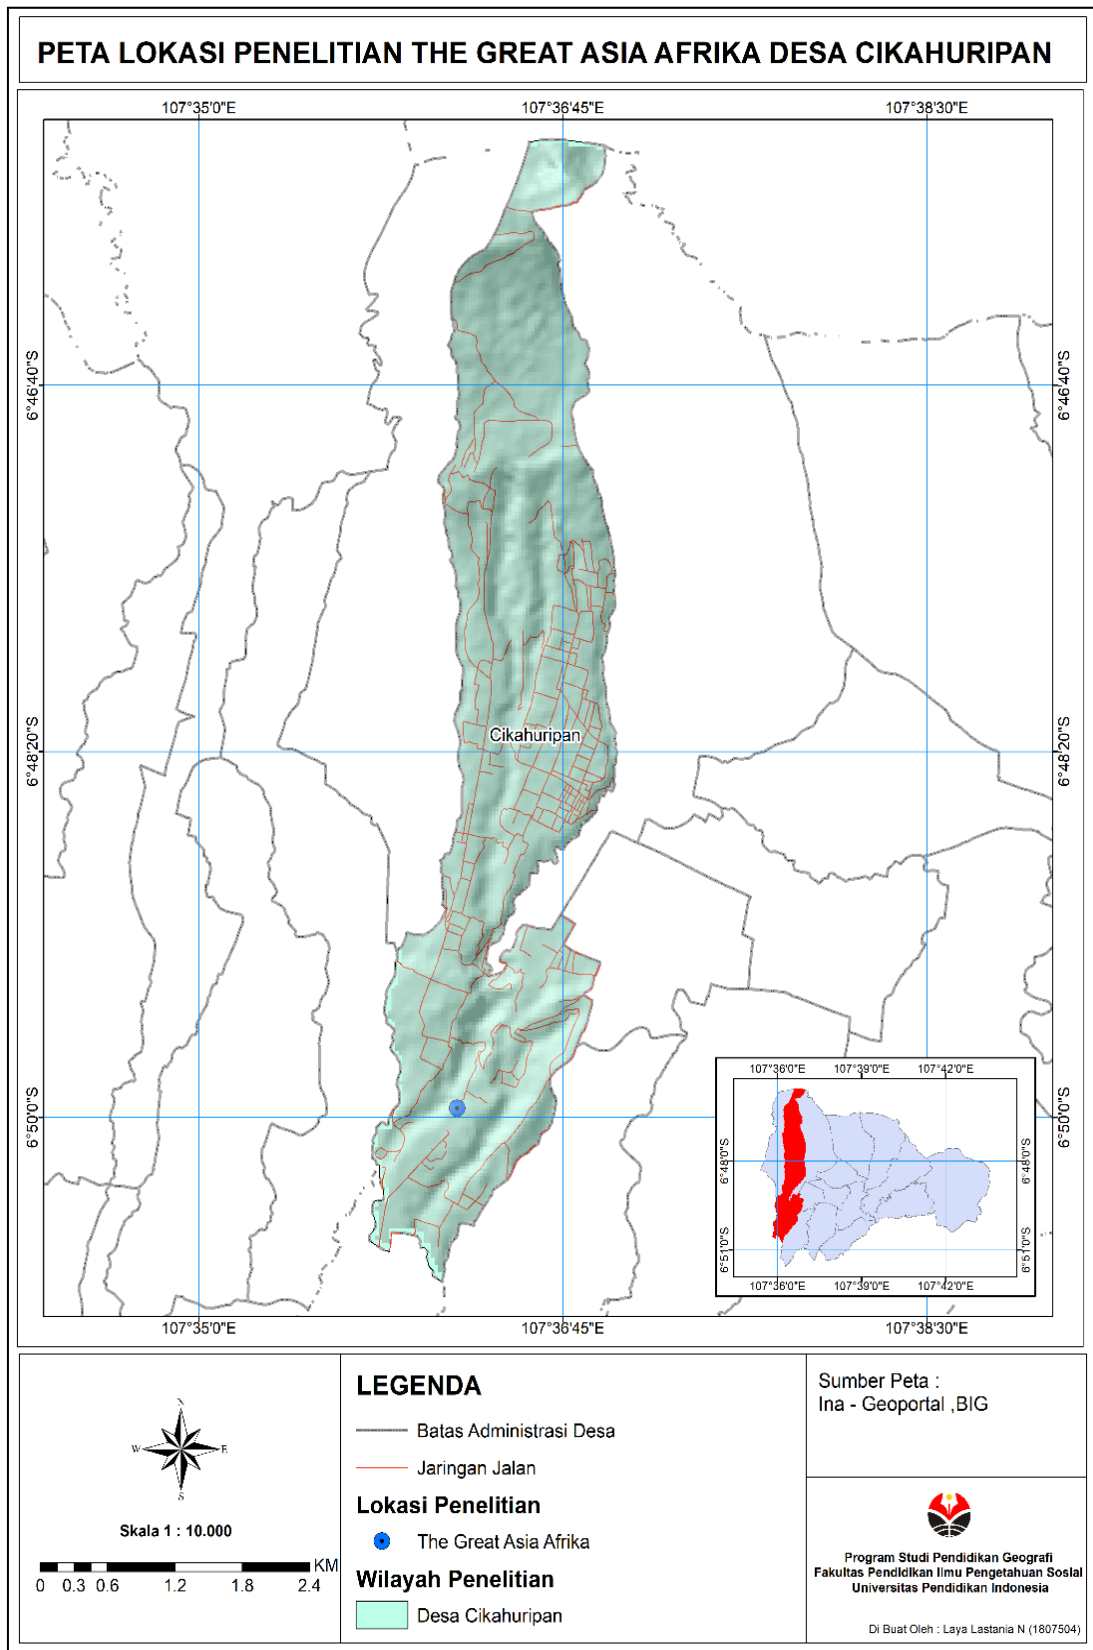 PETA LOKASI PENELITIAN THE GREAT ASIA AFRIKA DESA CIKAHURIPAN
107°35'0"E 107°36'45"E 107°38'30"E
6°46'40"S 6°46'40"S
Cikahuripan
6°48'20"S 6°48'20"S
6°50'0"S 6°50'0"S
107°36'0"E 107°39'0"E 107°42'0"E
6°48'0"S 6°48'0"S
6°51'0"S 6°51'0"S
107°36'0"E 107°39'0"E 107°42'0"E
107°35'0"E 107°36'45"E 107°38'30"E
N
W E
S
Skala 1 : 10.000
KM
0 0.3 0.6 1.2 1.8 2.4
LEGENDA
Batas Administrasi Desa
Jaringan Jalan
Lokasi Penelitian
The Great Asia Afrika
Wilayah Penelitian
Desa Cikahuripan
Sumber Peta :
Ina - Geoportal ,BIG
Program Studi Pendidikan Geografi
Fakultas Pendidikan Ilmu Pengetahuan Sosial
Universitas Pendidikan Indonesia
Di Buat Oleh : Laya Lastania N (1807504)